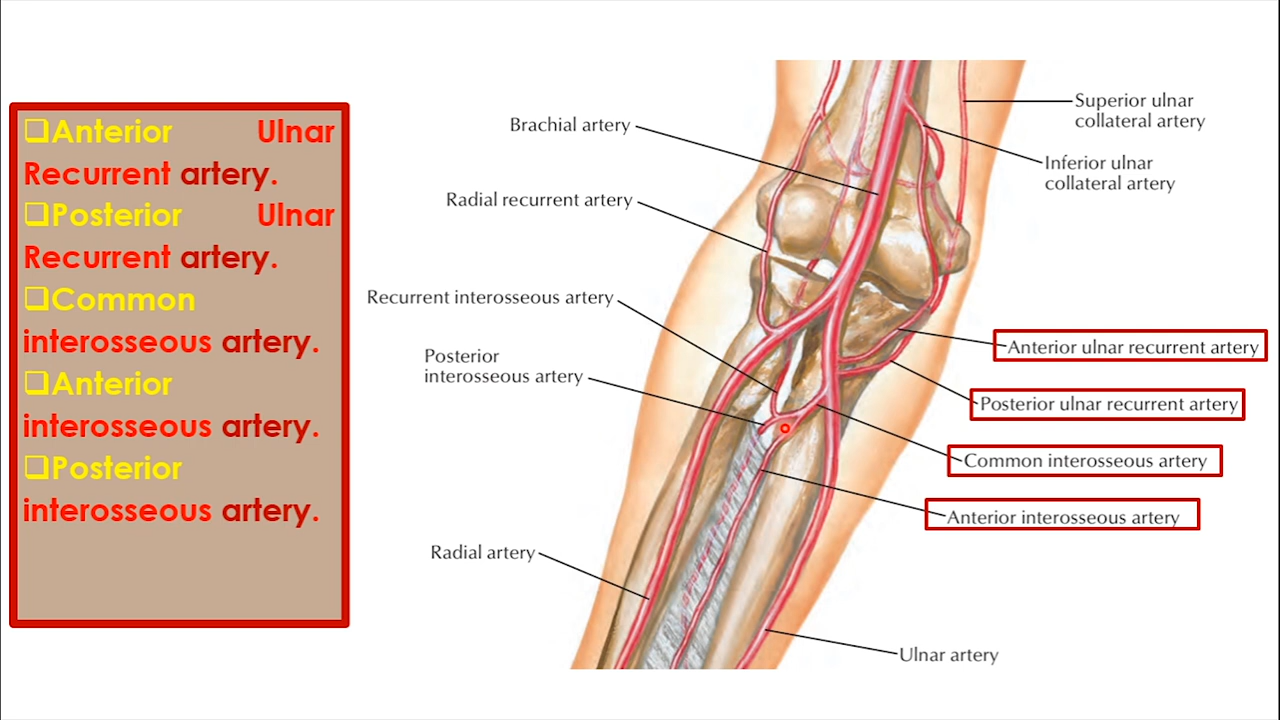 ❑Anterior Ulnar
Recurrent artery.
❑Posterior Ulnar
Recurrent artery.
❑Common
interosseous artery.
❑Anterior
interosseous artery.
❑Posterior
interosseous artery.
Brachial artery
Radial recurrent artery
Recurrent interosseous artery
Posterior
interosseous artery
Radial artery
Superior ulnar
collateral artery
Inferior ulnar
collateral artery
Anterior ulnar recurrent artery
Posterior ulnar recurrent artery
Common interosseous artery
Anterior interosseous artery
Ulnar artery